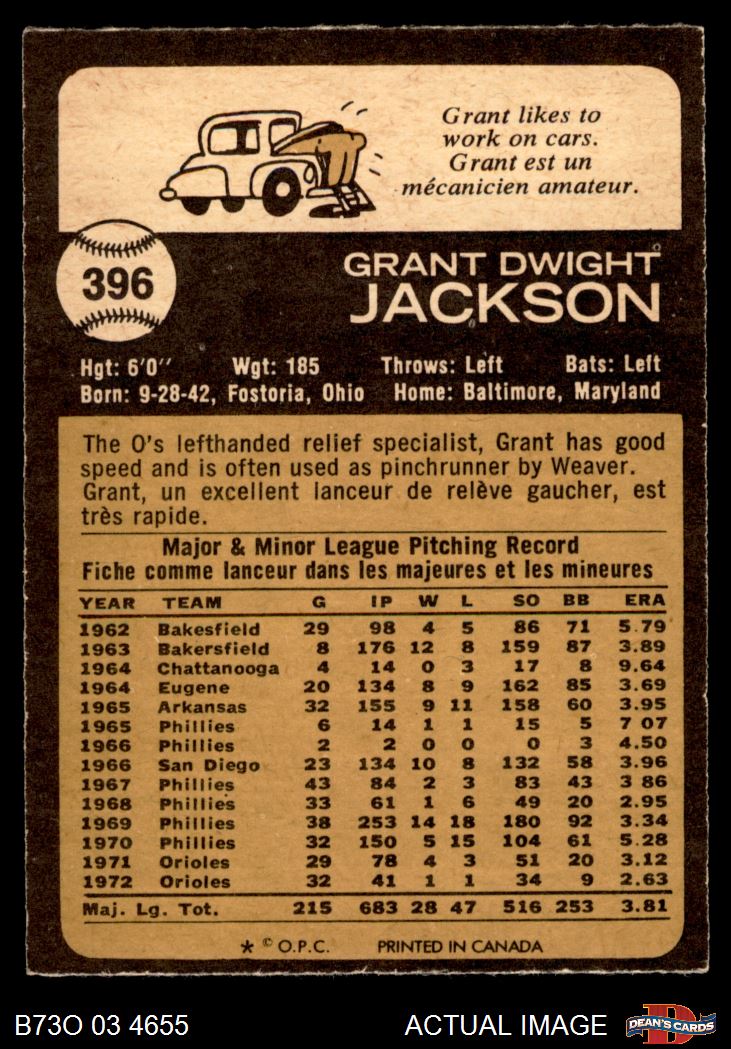 Grant likes to
work on cars.
Grant est un
mécanicien amateur.
396
GRANT DWIGHT
JACKSON
Hgt: 6'0" Wgt: 185 Throws: Left Bats: Left
Born: 9-28-42, Fostoria, Ohio Home: Baltimore, Maryland
The O's lefthanded relief specialist, Grant has good
speed and is often used as pinchrunner by Weaver.
Grant, un excellent lanceur de relève gaucher, est
très rapide.
Major & Minor League Pitching Record
Fiche comme lanceur dans les majeures et les mineures
YEAR TEAM G IP W L SO BB ERA
1962 Bakesfield 29 98 4 5 86 71 5.79
1963 Bakersfield 8 176 12 8 159 87 3.89
1964 Chattanooga 4 14 0 3 17 8 9.64
1964 Eugene 20 134 8 9 162 85 3.69
1965 Arkansas 32 155 9 11 158 60 3.95
1965 Phillies 6 14 1 1 15 5 7 07
1966 Phillies 2 2 0 0 0 3 4.50
1966 San Diego 23 134 10 8 132 58 3.96
1967 Phillies 43 84 2 3 83 43 3 86
1968 Phillies 33 61 1 6 49 20 2.95
1969 Phillies 38 253 14 18 180 92 3.34
1970 Phillies 32 150 5 15 104 61 5.28
1971 Orioles 29 78 4 3 51 20 3.12
1972 Orioles 32 41 1 1 34 9 2.63
Maj. Lg. Tot. 215 683 28 47 516 253 3.81
* © O.P.C. PRINTED IN CANADA
B73O 03 4655 ACTUAL IMAGE DEAN'S CARDS